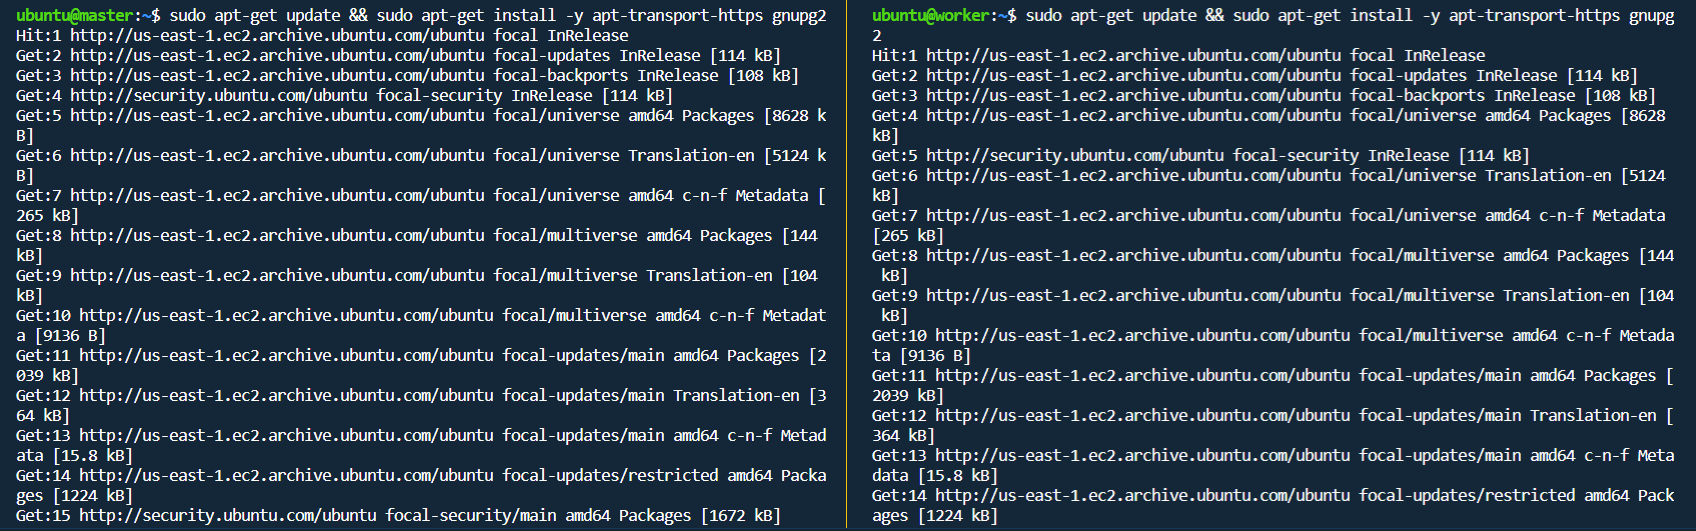 ubuntu@master:~$ sudo apt-get update && sudo apt-get install -y apt-transport-https gnupg2
Hit:1 http://us-east-1.ec2.archive.ubuntu.com/ubuntu focal InRelease
Get:2 http://us-east-1.ec2.archive.ubuntu.com/ubuntu focal-updates InRelease [114 kB]
Get:3 http://us-east-1.ec2.archive.ubuntu.com/ubuntu focal-backports InRelease [108 kB]
Get:4 http://security.ubuntu.com/ubuntu focal-security InRelease [114 kB]
Get:5 http://us-east-1.ec2.archive.ubuntu.com/ubuntu focal/universe amd64 Packages [8628 k
B]
Get:6 http://us-east-1.ec2.archive.ubuntu.com/ubuntu focal/universe Translation-en [5124 k
B]
Get:7 http://us-east-1.ec2.archive.ubuntu.com/ubuntu focal/universe amd64 c-n-f Metadata [
265 kB]
Get:8 http://us-east-1.ec2.archive.ubuntu.com/ubuntu focal/multiverse amd64 Packages [144
kB]
Get:9 http://us-east-1.ec2.archive.ubuntu.com/ubuntu focal/multiverse Translation-en [104
kB]
Get:10 http://us-east-1.ec2.archive.ubuntu.com/ubuntu focal/multiverse amd64 c-n-f Metadat
a [9136 B]
Get:11 http://us-east-1.ec2.archive.ubuntu.com/ubuntu focal-updates/main amd64 Packages [2
039 kB]
Get:12 http://us-east-1.ec2.archive.ubuntu.com/ubuntu focal-updates/main Translation-en [3
64 kB]
Get:13 http://us-east-1.ec2.archive.ubuntu.com/ubuntu focal-updates/main amd64 c-n-f Metad
ata [15.8 kB]
Get:14 http://us-east-1.ec2.archive.ubuntu.com/ubuntu focal-updates/restricted amd64 Packa
ges [1224 kB]
Get:15 http://security.ubuntu.com/ubuntu focal-security/main amd64 Packages [1672 kB]
ubuntu@worker:~$ sudo apt-get update && sudo apt-get install -y apt-transport-https gnupg
2
Hit:1 http://us-east-1.ec2.archive.ubuntu.com/ubuntu focal InRelease
Get:2 http://us-east-1.ec2.archive.ubuntu.com/ubuntu focal-updates InRelease [114 kB]
Get:3 http://us-east-1.ec2.archive.ubuntu.com/ubuntu focal-backports InRelease [108 kB]
Get:4 http://us-east-1.ec2.archive.ubuntu.com/ubuntu focal/universe amd64 Packages [8628
kB]
Get:5 http://security.ubuntu.com/ubuntu focal-security InRelease [114 kB]
Get:6 http://us-east-1.ec2.archive.ubuntu.com/ubuntu focal/universe Translation-en [5124
kB]
Get:7 http://us-east-1.ec2.archive.ubuntu.com/ubuntu focal/universe amd64 c-n-f Metadata
[265 kB]
Get:8 http://us-east-1.ec2.archive.ubuntu.com/ubuntu focal/multiverse amd64 Packages [144
kB]
Get:9 http://us-east-1.ec2.archive.ubuntu.com/ubuntu focal/multiverse Translation-en [104
kB]
Get:10 http://us-east-1.ec2.archive.ubuntu.com/ubuntu focal/multiverse amd64 c-n-f Metada
ta [9136 B]
Get:11 http://us-east-1.ec2.archive.ubuntu.com/ubuntu focal-updates/main amd64 Packages [
2039 kB]
Get:12 http://us-east-1.ec2.archive.ubuntu.com/ubuntu focal-updates/main Translation-en [
364 kB]
Get:13 http://us-east-1.ec2.archive.ubuntu.com/ubuntu focal-updates/main amd64 c-n-f Meta
data [15.8 kB]
Get:14 http://us-east-1.ec2.archive.ubuntu.com/ubuntu focal-updates/restricted amd64 Pack
ages [1224 kB]